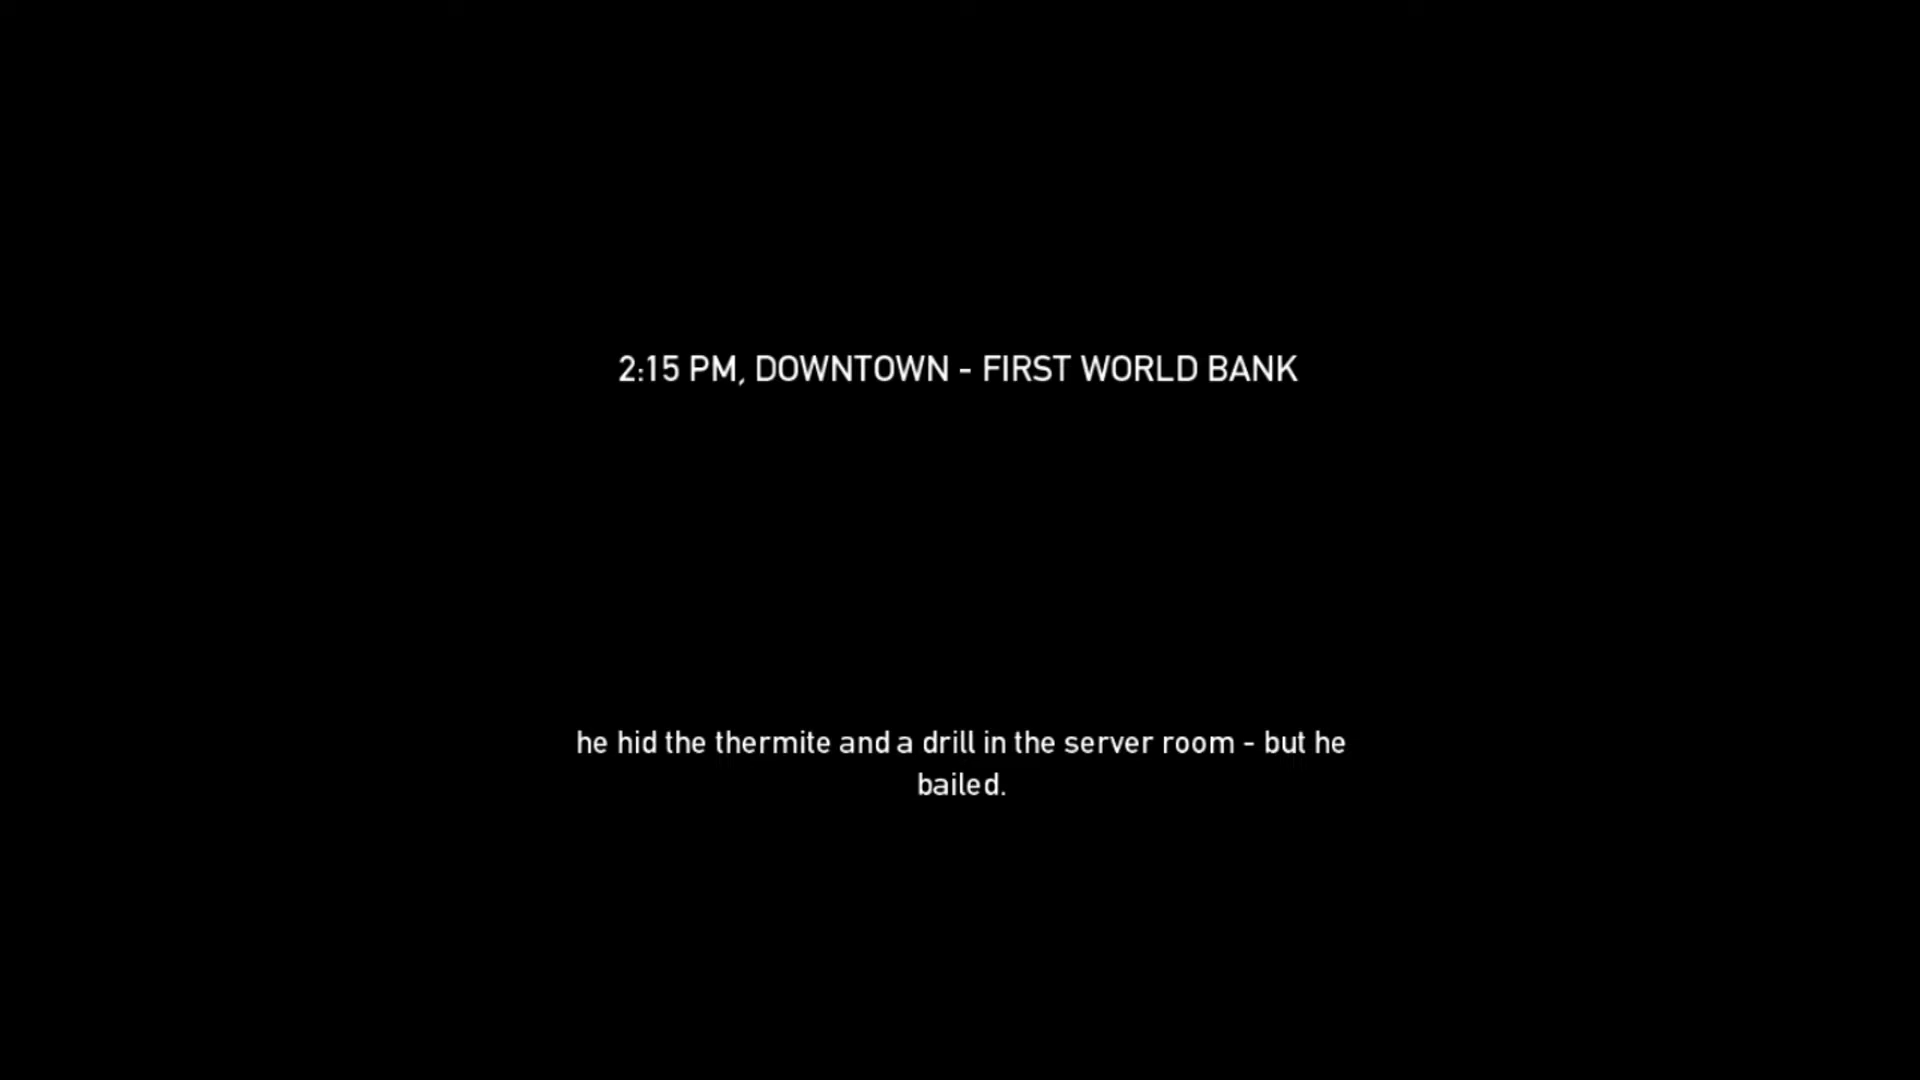 2:15 PM, DOWNTOWN - FIRST WORLD BANK
he hid the thermite and a drill in the server room - but he
bailed.